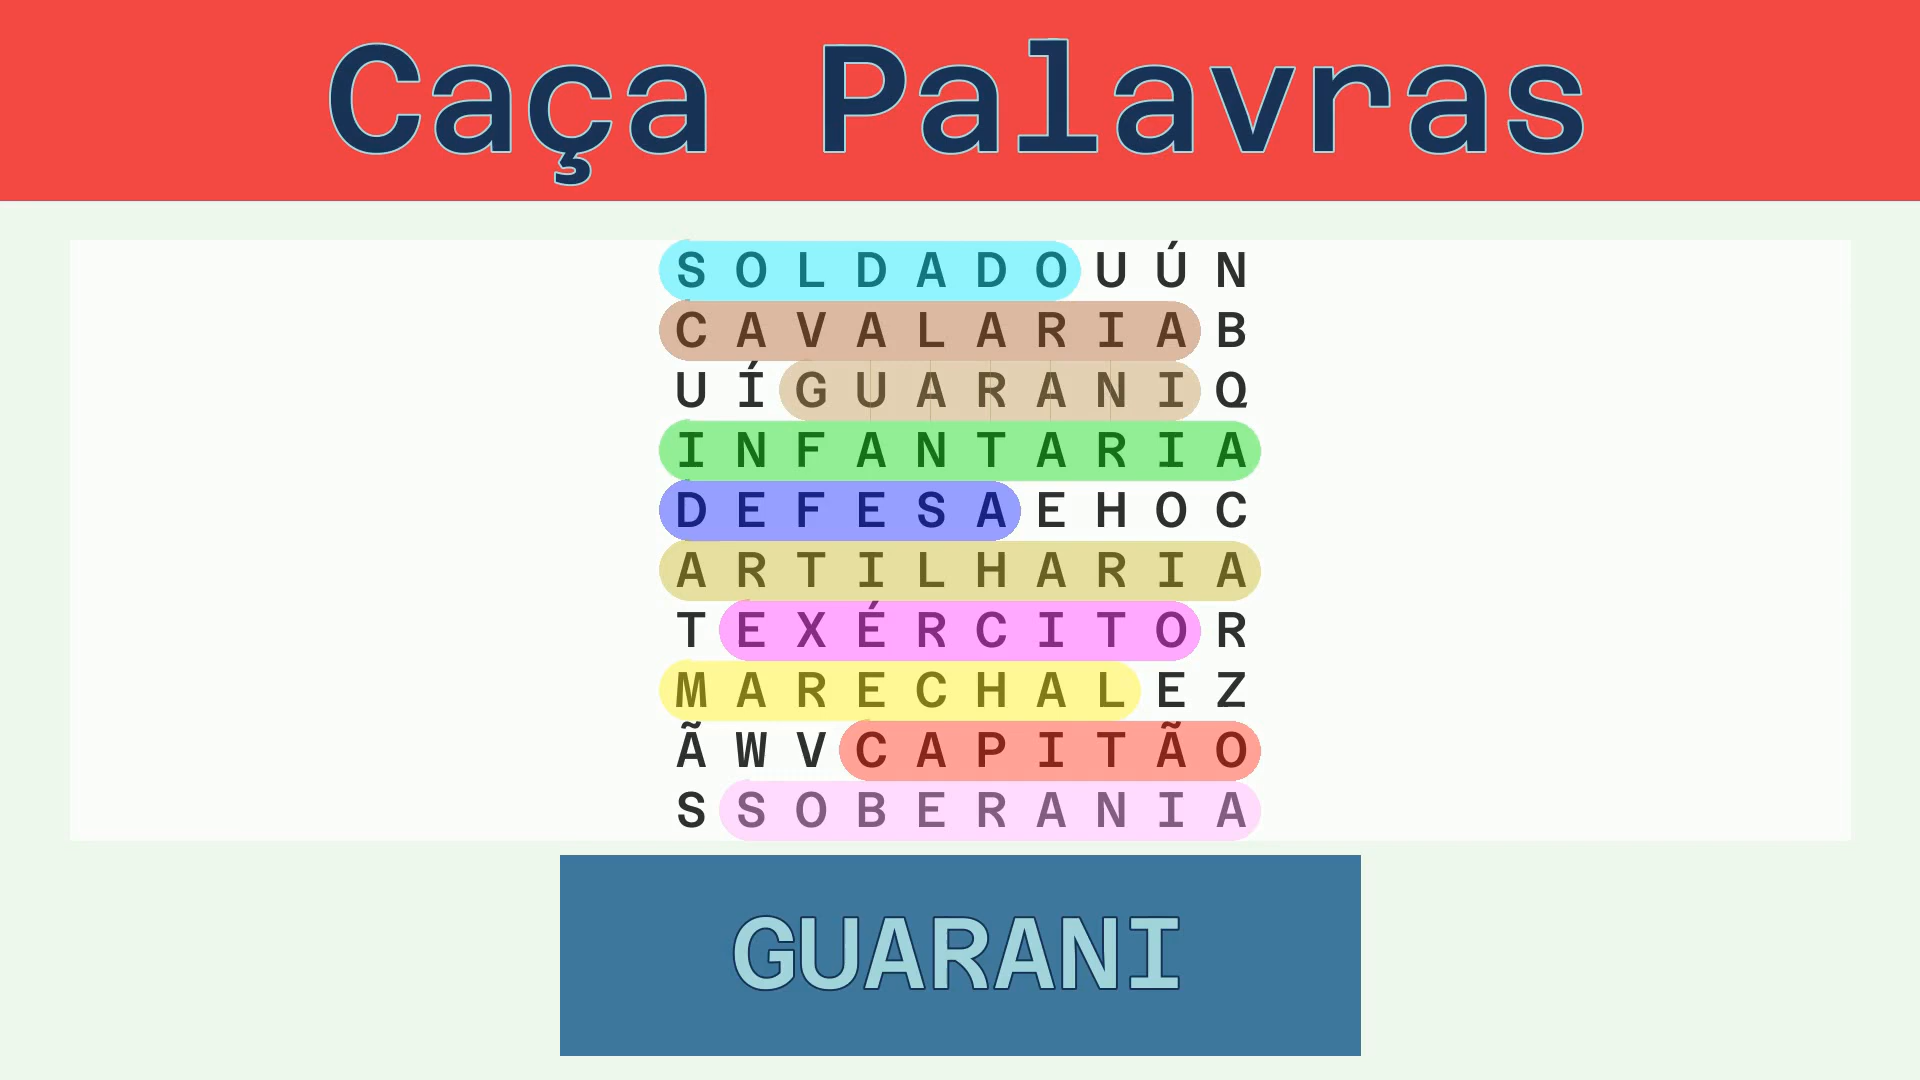 Caça Palavras
S O L D A D O U Ú N
C A V A L A R I A B
U Í G U A R A N I Q
I N F A N T A R I A
D E F E S A E H O C
A R T I L H A R I A
T E X É R C I T O R
M A R E C H A L E Z
Ã W V C A P I T Ã O
S S O B E R A N I A
GUARANI